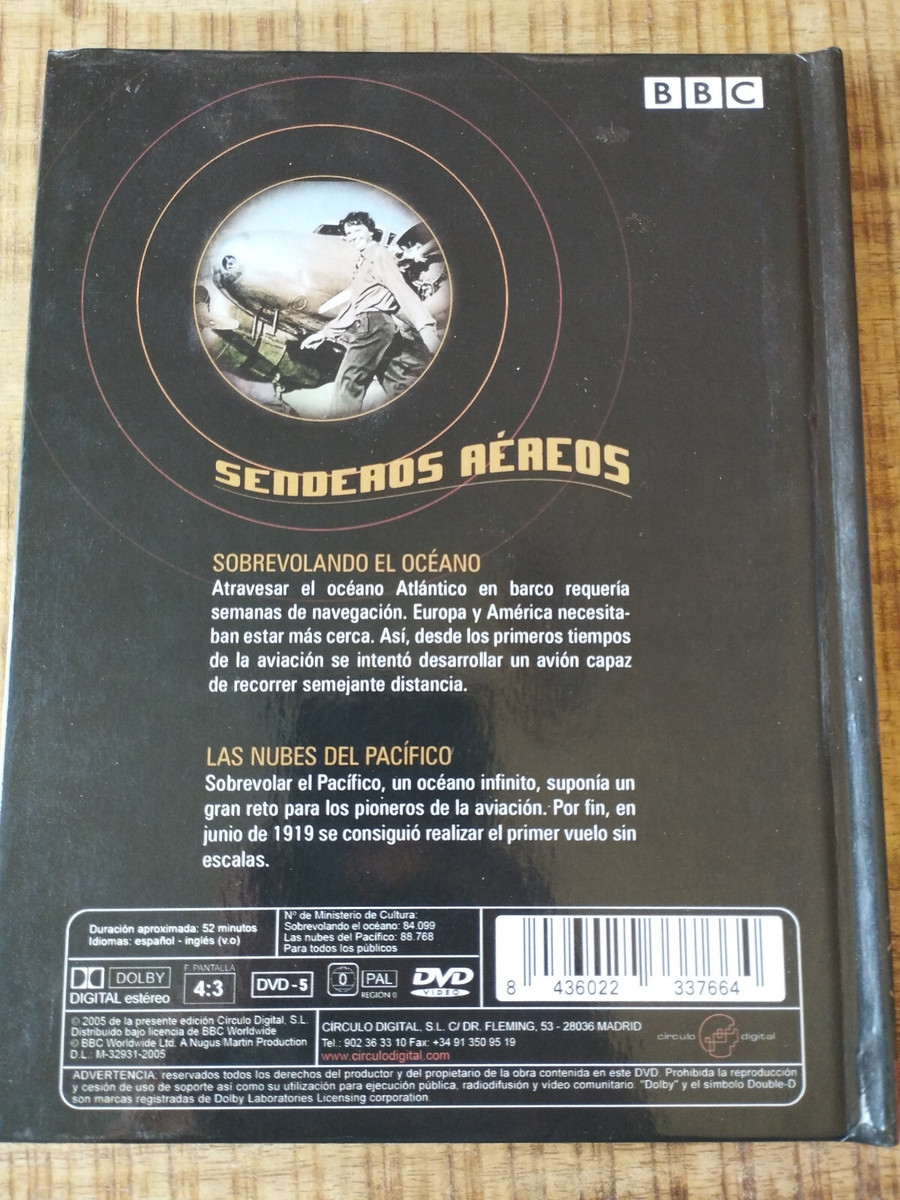 BBC
SENDEROS AÉREOS
SOBREVOLANDO EL OCÉANO
Atravesar el océano Atlántico en barco requería
semanas de navegación. Europa y América necesita-
ban estar más cerca. Así, desde los primeros tiempos
de la aviación se intentó desarrollar un avión capaz
de recorrer semejante distancia.
LAS NUBES DEL PACÍFICO
Sobrevolar el Pacífico, un océano infinito, suponía un
gran reto para los pioneros de la aviación. Por fin, en
junio de 1919 se consiguió realizar el primer vuelo sin
escalas.
Duración aproximada: 52 minutos
Idiomas: español - inglés (v.o)
Nº de Ministerio de Cultura:
Sobrevolando el océano: 84.099
Las nubes del Pacífico: 88.768
Para todos los públicos
DOLBY
DIGITAL estéreo
F. PANTALLA
4:3
DVD-5
0
PAL
REGIÓN 0
DVD
VIDEO
8 436022 337664
© 2005 de la presente edición Círculo Digital, S.L.
Distribuido bajo licencia de BBC Worldwide
© BBC Worldwide Ltd. A Nugus/Martin Production
D.L.: M-32931-2005
CÍRCULO DIGITAL, S.L. C/ DR. FLEMING, 53 - 28036 MADRID
Tel.: 902 36 33 10 Fax: +34 91 350 95 19
www.circulodigital.com
círculo digital
ADVERTENCIA: reservados todos los derechos del productor y del propietario de la obra contenida en este DVD. Prohibida la reproducción
y cesión de uso de soporte así como su utilización para ejecución pública, radiodifusión y vídeo comunitario. "Dolby" y el símbolo Double-D
son marcas registradas de Dolby Laboratories Licensing corporation.